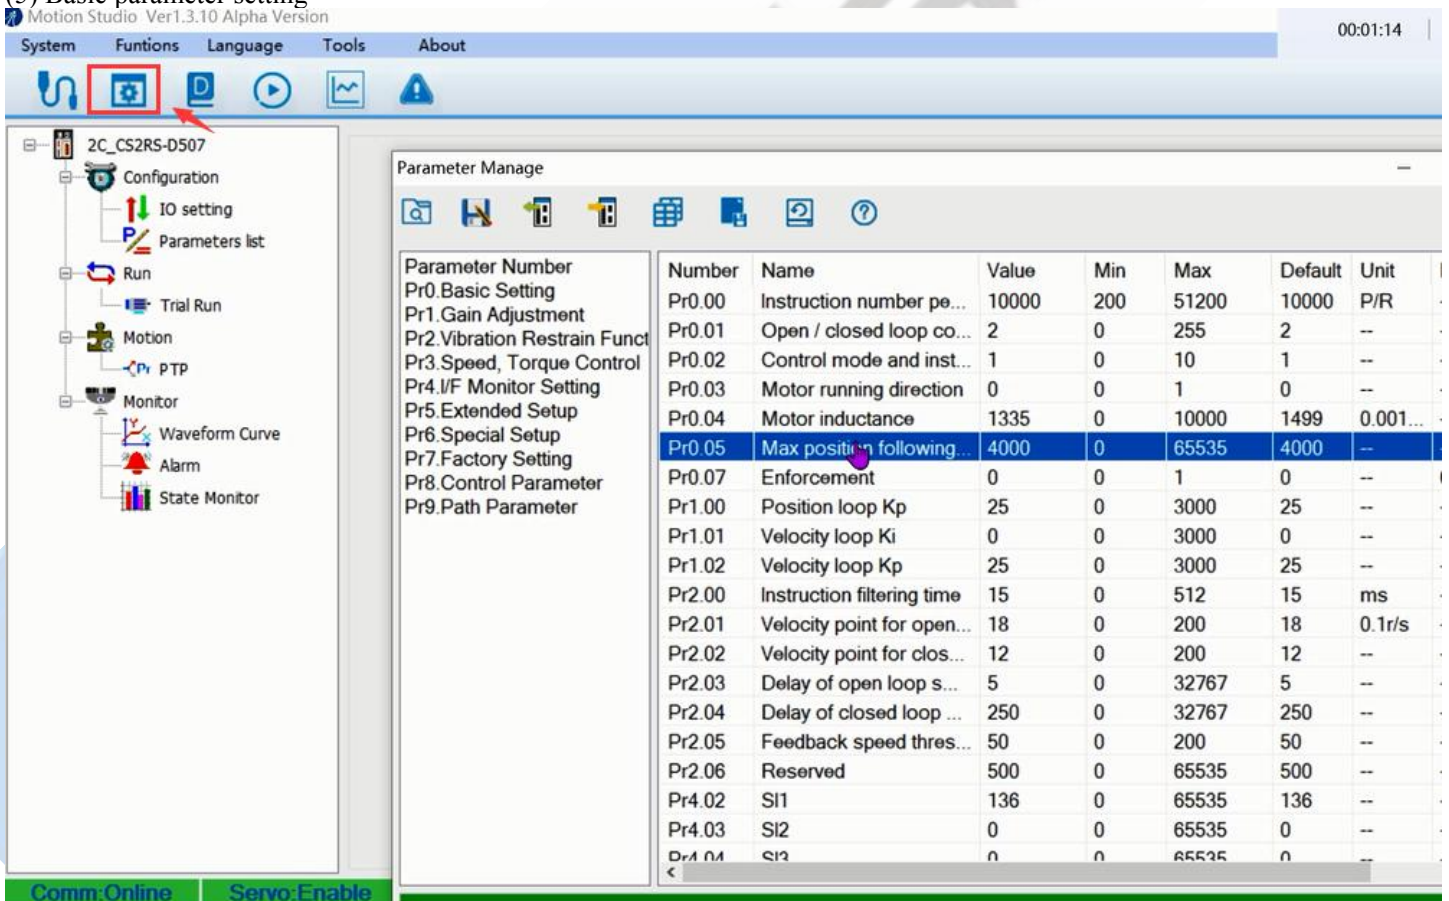 (3) Basic parameter setting
Motion Studio Ver1.3.10 Alpha Version
00:01:14
System Funtions Language Tools About
2C_CS2RS-D507
Configuration
IO setting
Parameters list
Run
Trial Run
Motion
PTP
Monitor
Waveform Curve
Alarm
State Monitor
Parameter Manage
Parameter Number
Pr0.Basic Setting
Pr1.Gain Adjustment
Pr2.Vibration Restrain Funct
Pr3.Speed, Torque Control
Pr4.I/F Monitor Setting
Pr5.Extended Setup
Pr6.Special Setup
Pr7.Factory Setting
Pr8.Control Parameter
Pr9.Path Parameter
Number Name Value Min Max Default Unit
Pr0.00 Instruction number pe... 10000 200 51200 10000 P/R
Pr0.01 Open / closed loop co... 2 0 255 2 --
Pr0.02 Control mode and inst... 1 0 10 1 --
Pr0.03 Motor running direction 0 0 1 0 --
Pr0.04 Motor inductance 1335 0 10000 1499 0.001...
Pr0.05 Max position following... 4000 0 65535 4000 --
Pr0.07 Enforcement 0 0 1 0 --
Pr1.00 Position loop Kp 25 0 3000 25 --
Pr1.01 Velocity loop Ki 0 0 3000 0 --
Pr1.02 Velocity loop Kp 25 0 3000 25 --
Pr2.00 Instruction filtering time 15 0 512 15 ms
Pr2.01 Velocity point for open... 18 0 200 18 0.1r/s
Pr2.02 Velocity point for clos... 12 0 200 12 --
Pr2.03 Delay of open loop s... 5 0 32767 5 --
Pr2.04 Delay of closed loop ... 250 0 32767 250 --
Pr2.05 Feedback speed thres... 50 0 200 50 --
Pr2.06 Reserved 500 0 65535 500 --
Pr4.02 SI1 136 0 65535 136 --
Pr4.03 SI2 0 0 65535 0 --
Pr4.04 SI3 0 0 65535 0 --
Comm:Online Servo:Enable